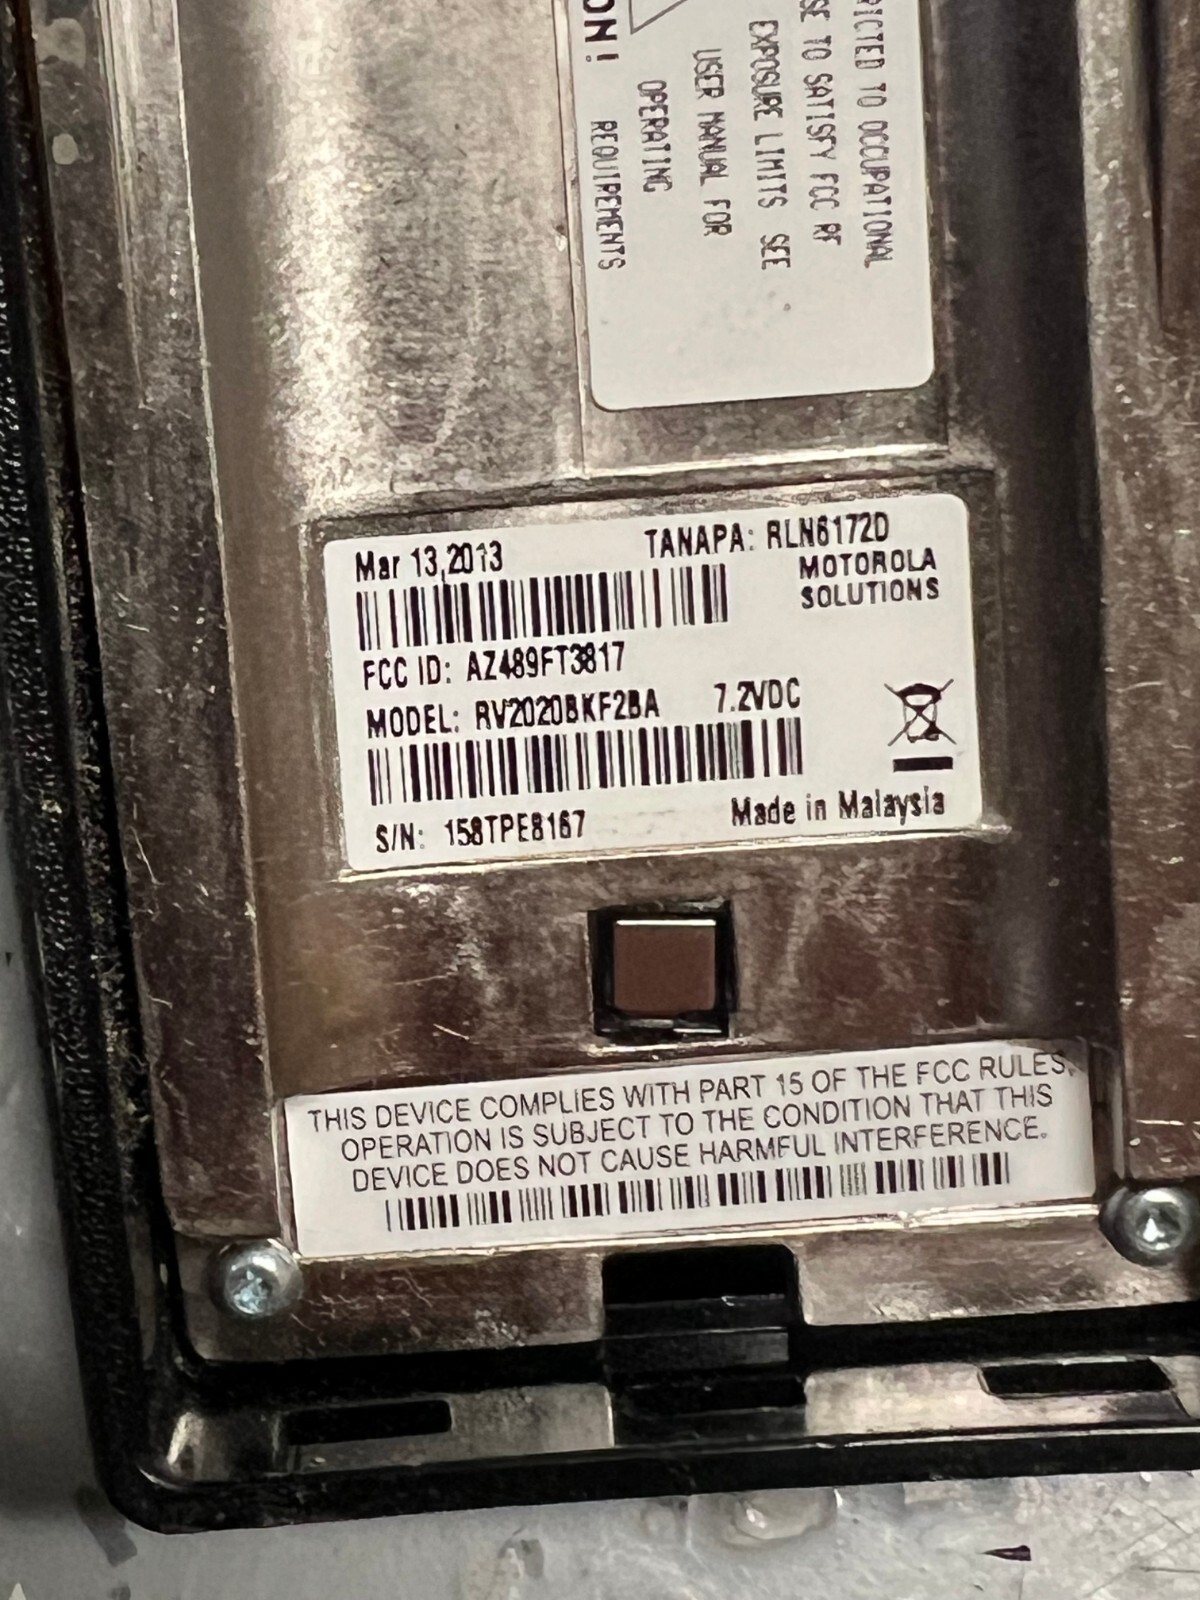 RICTED TO OCCUPATIONAL
SE TO SATISFY FCC RF
EXPOSURE LIMITS SEE
USER MANUAL FOR
OPERATING
ON! REQUIREMENTS
Mar 13,2013 TANAPA: RLN6172D
MOTOROLA
SOLUTIONS
FCC ID: AZ489FT3817
MODEL: RV2020BKF2BA 7.2VDC
S/N: 158TPE8167 Made in Malaysia
THIS DEVICE COMPLIES WITH PART 15 OF THE FCC RULES.
OPERATION IS SUBJECT TO THE CONDITION THAT THIS
DEVICE DOES NOT CAUSE HARMFUL INTERFERENCE.